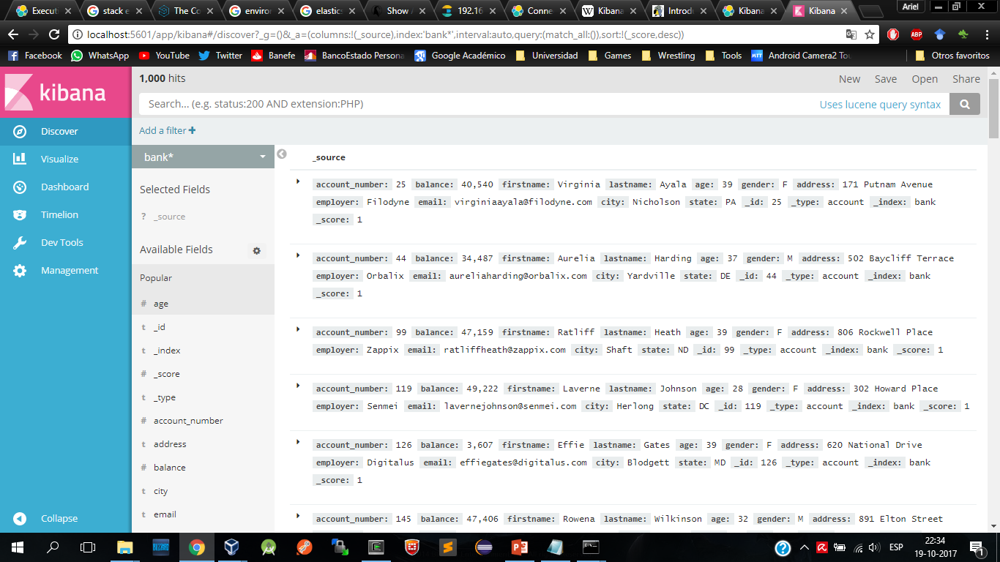 Executi
stack e
The Co
environ
elastics
Show A
192.16
Conne
Kibana
Introdu
Kibana
Kibana
Ariel
localhost:5601/app/kibana#/discover?_g=()&_a=(columns:!(_source),index:'bank*',interval:auto,query:(match_all:()),sort:!(_score,desc))
Facebook WhatsApp YouTube Twitter Banefe BancoEstado Persona Google Académico Universidad Games Wrestling Tools Android Camera2 Tou Otros favoritos
kibana
Discover
Visualize
Dashboard
Timelion
Dev Tools
Management
Collapse
1,000 hits
New Save Open Share
Search... (e.g. status:200 AND extension:PHP)
Uses lucene query syntax
Add a filter +
bank*
Selected Fields
? _source
Available Fields
Popular
# age
t _id
t _index
# _score
t _type
# account_number
t address
# balance
t city
t email
_source
account_number: 25 balance: 40,540 firstname: Virginia lastname: Ayala age: 39 gender: F address: 171 Putnam Avenue
employer: Filodyne email: virginiaayala@filodyne.com city: Nicholson state: PA _id: 25 _type: account _index: bank
_score: 1
account_number: 44 balance: 34,487 firstname: Aurelia lastname: Harding age: 37 gender: M address: 502 Baycliff Terrace
employer: Orbalix email: aureliaharding@orbalix.com city: Yardville state: DE _id: 44 _type: account _index: bank
_score: 1
account_number: 99 balance: 47,159 firstname: Ratliff lastname: Heath age: 39 gender: F address: 806 Rockwell Place
employer: Zappix email: ratliffheath@zappix.com city: Shaft state: ND _id: 99 _type: account _index: bank _score: 1
account_number: 119 balance: 49,222 firstname: Laverne lastname: Johnson age: 28 gender: F address: 302 Howard Place
employer: Senmei email: lavernejohnson@senmei.com city: Herlong state: DC _id: 119 _type: account _index: bank _score: 1
account_number: 126 balance: 3,607 firstname: Effie lastname: Gates age: 39 gender: F address: 620 National Drive
employer: Digitalus email: effiegates@digitalus.com city: Blodgett state: MD _id: 126 _type: account _index: bank
_score: 1
account_number: 145 balance: 47,406 firstname: Rowena lastname: Wilkinson age: 32 gender: M address: 891 Elton Street
ESP
22:34
19-10-2017